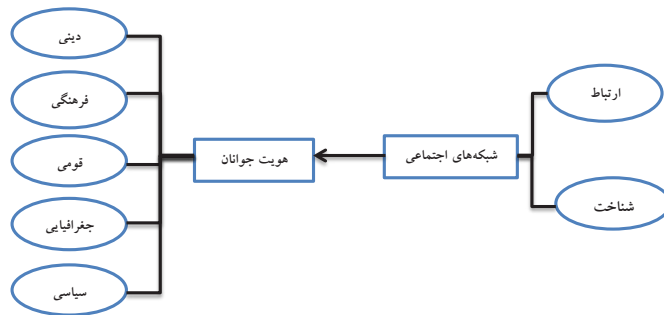 ارتباط
شناخت
شبکه‌های اجتماعی
هویت جوانان
دینی
فرهنگی
قومی
جغرافیایی
سیاسی